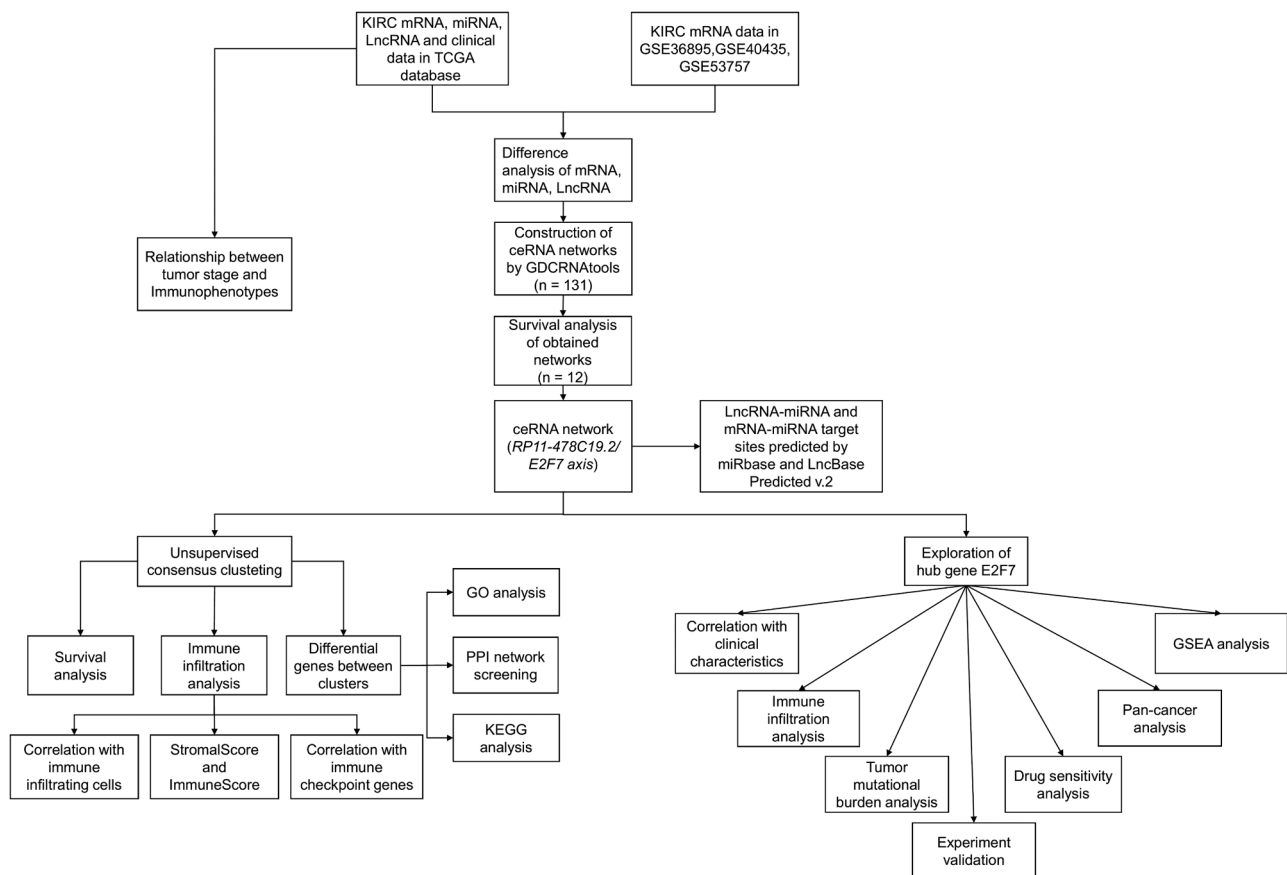 KIRC mRNA, miRNA,
LncRNA and clinical
data in TCGA
database
KIRC mRNA data in
GSE36895,GSE40435,
GSE53757
Difference
analysis of mRNA,
miRNA, LncRNA
Relationship between
tumor stage and
Immunophenotypes
Construction of
ceRNA networks
by GDCRNAtools
(n = 131)
Survival analysis
of obtained
networks
(n = 12)
ceRNA network
(RP11-478C19.2/
E2F7 axis)
LncRNA-miRNA and
mRNA-miRNA target
sites predicted by
miRbase and LncBase
Predicted v.2
Unsupervised
consensus clusteting
Exploration of
hub gene E2F7
Survival
analysis
Immune
infiltration
analysis
Differential
genes between
clusters
GO analysis
PPI network
screening
KEGG
analysis
Correlation with
immune
infiltrating cells
StromalScore
and
ImmuneScore
Correlation with
immune
checkpoint genes
Correlation with
clinical
characteristics
GSEA analysis
Immune
infiltration
analysis
Pan-cancer
analysis
Tumor
mutational
burden analysis
Drug sensitivity
analysis
Experiment
validation